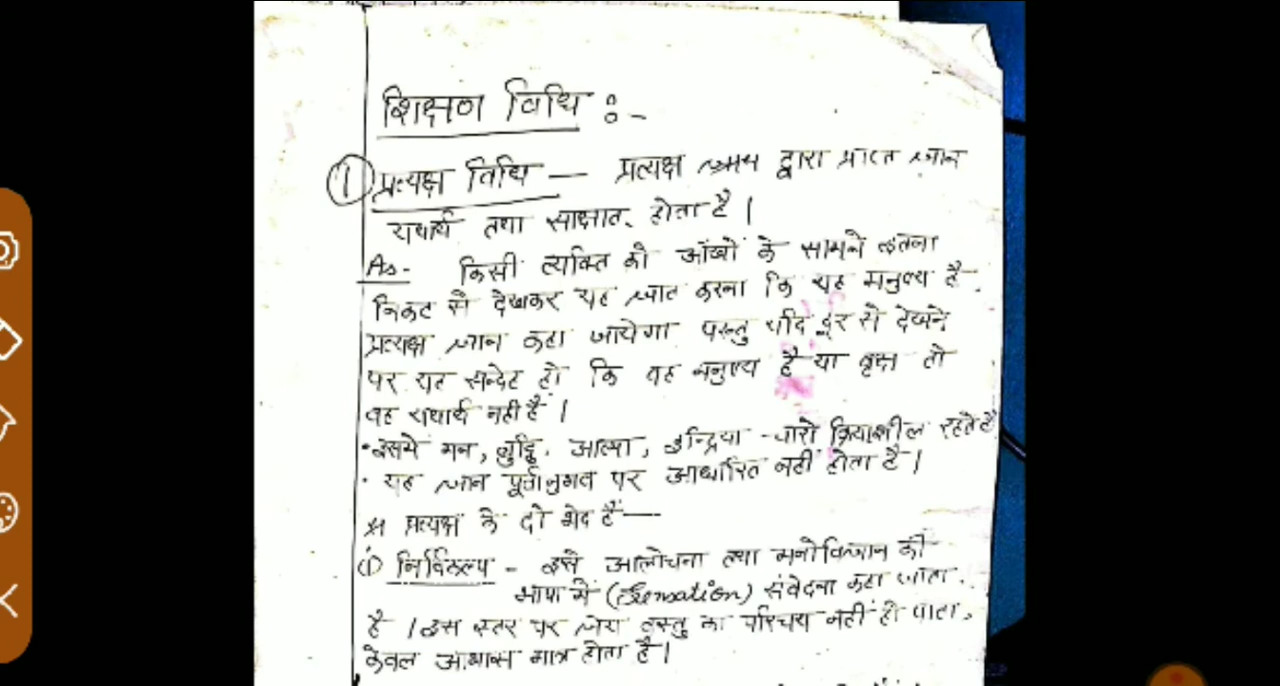 शिक्षण विधि :-
① प्रत्यक्ष विधि — प्रत्यक्ष द्वारा प्राप्त ज्ञान
यथार्थ तथा साक्षात् होता है।
As- किसी व्यक्ति को आँखों के सामने इतना
निकट से देखकर यह ज्ञात करना कि यह मनुष्य है.
प्रत्यक्ष ज्ञान कहा जायेगा परन्तु यदि दूर से देखने
पर यह सन्देह हो कि वह मनुष्य है या वृक्ष तो
वह यथार्थ नहीं है।
• इसमें मन, बुद्धि, आत्मा, इन्द्रिया चारो क्रियाशील रहते है
• यह ज्ञान पूर्वानुभव पर आधारित नहीं होता है।
प्रत्यक्ष के दो भेद हैं —
(i) निर्विकल्प - इसे आलोचना तथा मनोविज्ञान की
भाषा में (Sensation) संवेदना कहा जाता.
है। इस स्तर पर ज्ञेय वस्तु का परिचय नहीं हो पाता,
केवल आभास मात्र होता है।